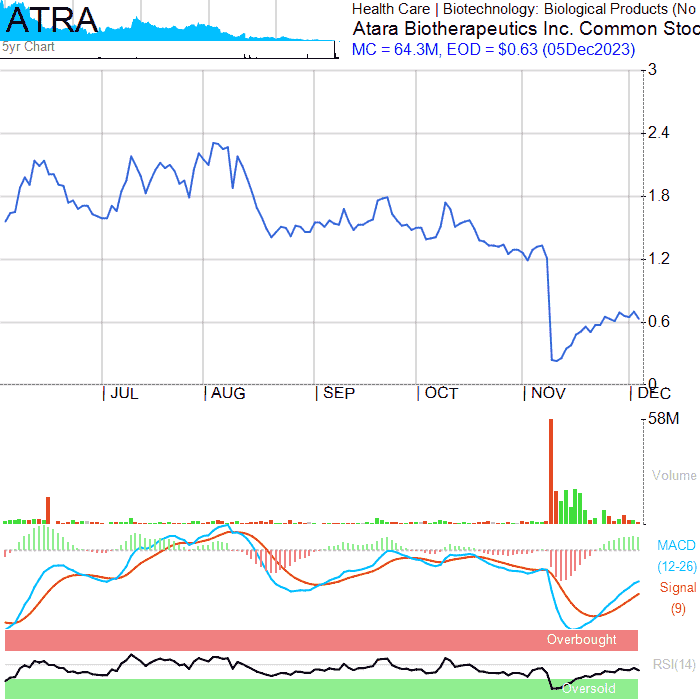 ATRA
5yr Chart
Health Care | Biotechnology: Biological Products (No
Atara Biotherapeutics Inc. Common Stoc
MC = 64.3M, EOD = $0.63 (05Dec2023)
3
2.4
1.8
1.2
0.6
0
JUL AUG SEP OCT NOV DEC
58M
Volume
MACD
(12-26)
Signal
(9)
Overbought
RSI(14)
Oversold